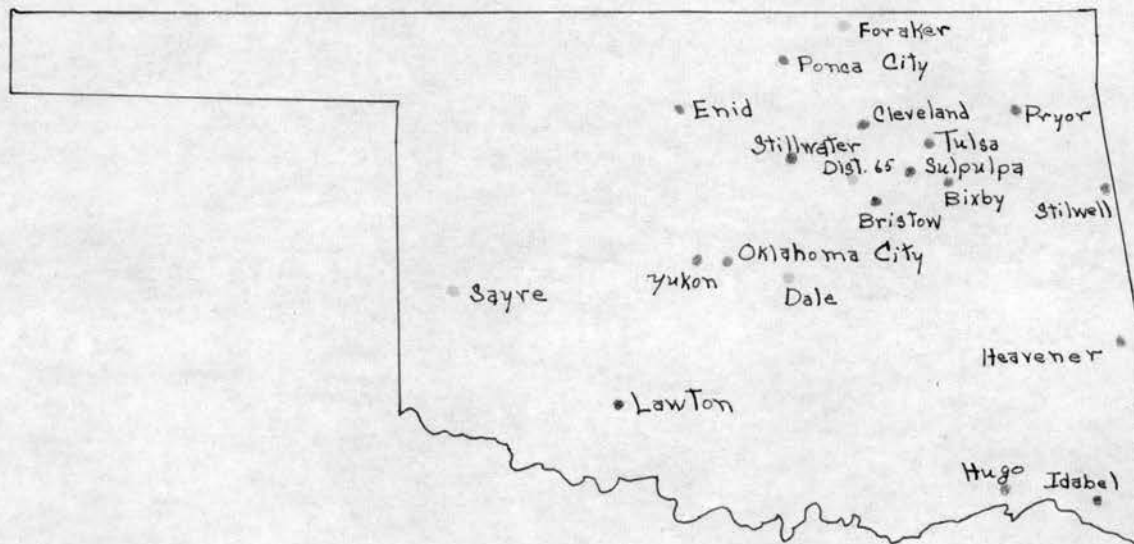 Foraker
Ponca City
Enid
Cleveland
Pryor
Stillwater
Tulsa
Dist. 65
Sulpulpa
Bixby
Stilwell
Bristow
Oklahoma City
Yukon
Dale
Sayre
Heavener
Lawton
Hugo
Idabel